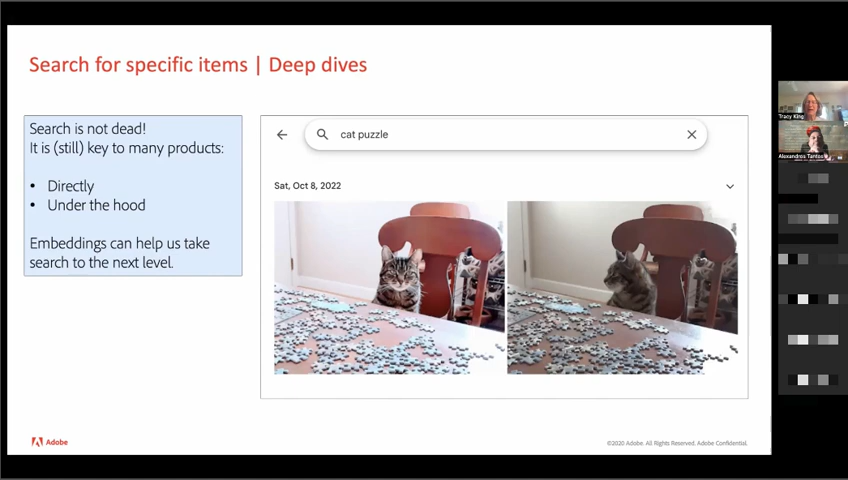 Search for specific items | Deep dives
Search is not dead!
It is (still) key to many products:
• Directly
• Under the hood
Embeddings can help us take
search to the next level.
cat puzzle
Sat, Oct 8, 2022
Adobe
©2020 Adobe. All Rights Reserved. Adobe Confidential.
Tracy King
Alexandros Tantos